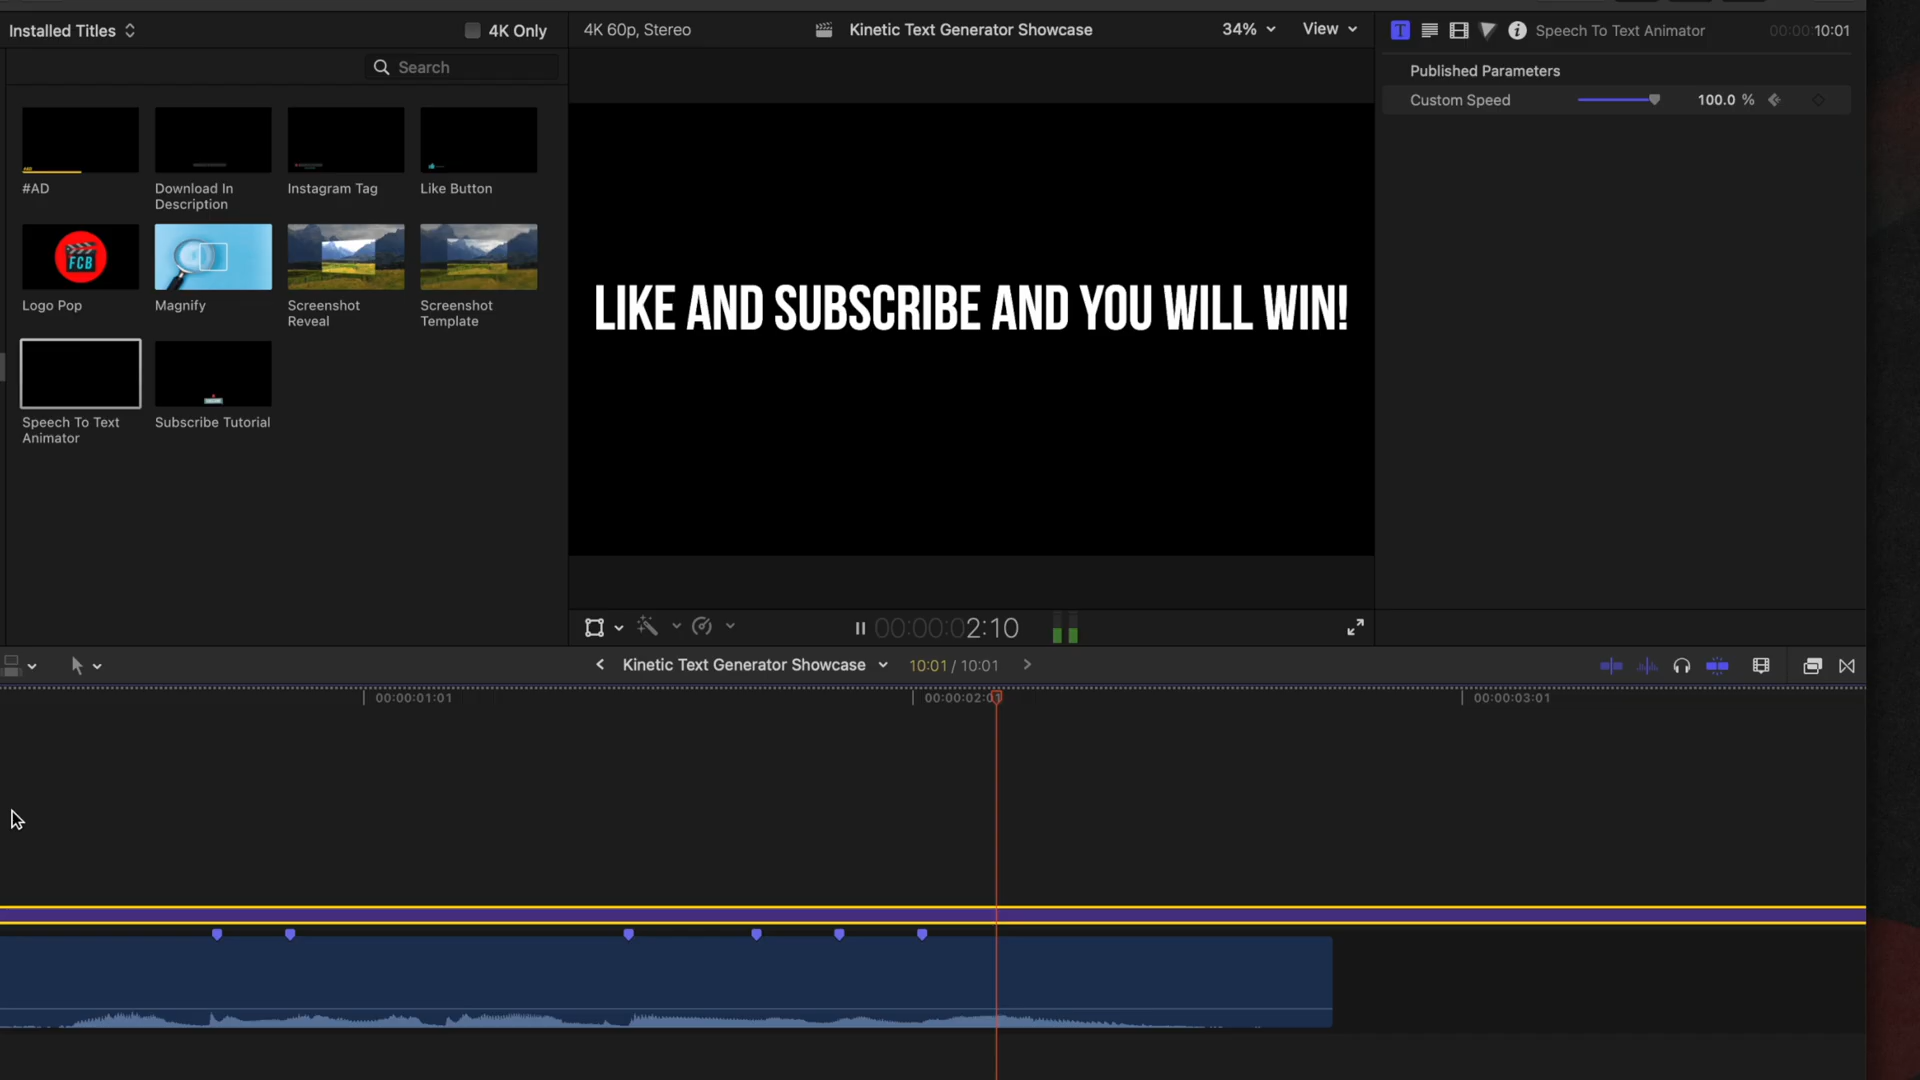 Installed Titles
4K Only
4K 60p, Stereo
Kinetic Text Generator Showcase
34%
View
Speech To Text Animator
00:00:10:01
Search
Published Parameters
Custom Speed
100.0 %
#AD
Download In
Description
Instagram Tag
Like Button
FCB
Logo Pop
Magnify
Screenshot
Reveal
Screenshot
Template
Speech To Text
Animator
Subscribe Tutorial
LIKE AND SUBSCRIBE AND YOU WILL WIN!
00:00:02:10
Kinetic Text Generator Showcase
10:01 / 10:01
00:00:01:01
00:00:02:01
00:00:03:01